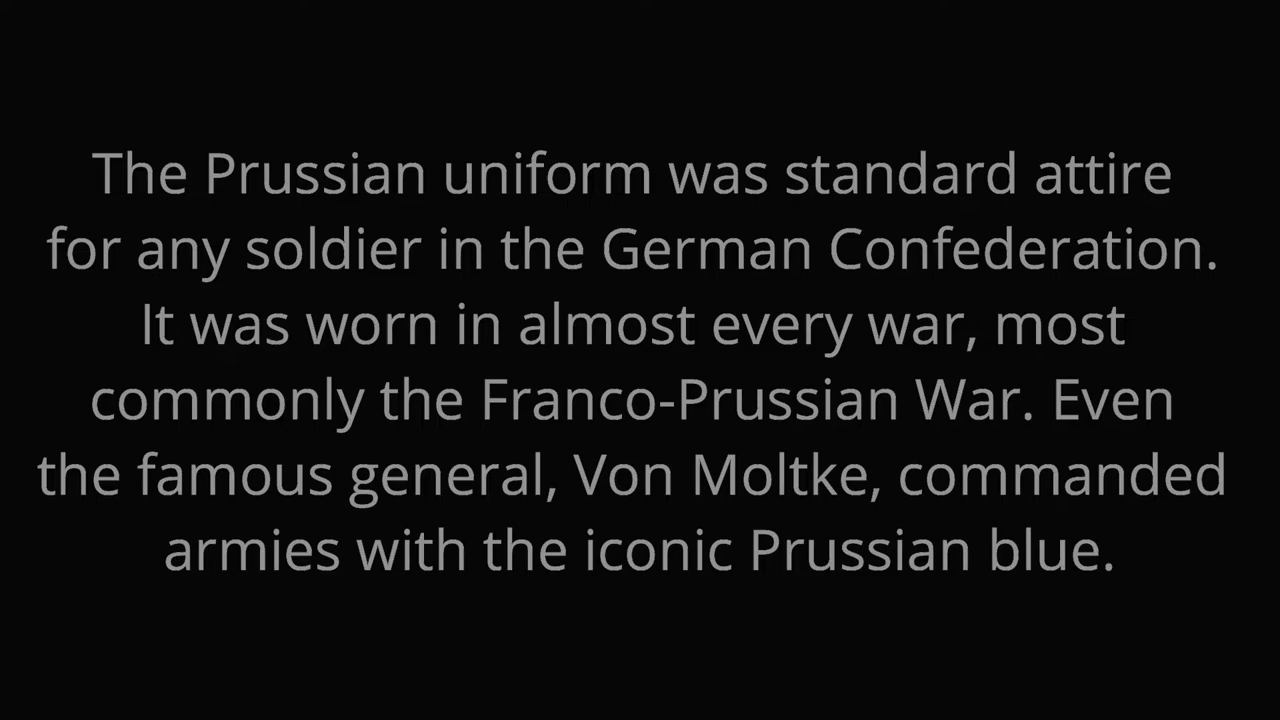 The Prussian uniform was standard attire
for any soldier in the German Confederation.
It was worn in almost every war, most
commonly the Franco-Prussian War. Even
the famous general, Von Moltke, commanded
armies with the iconic Prussian blue.